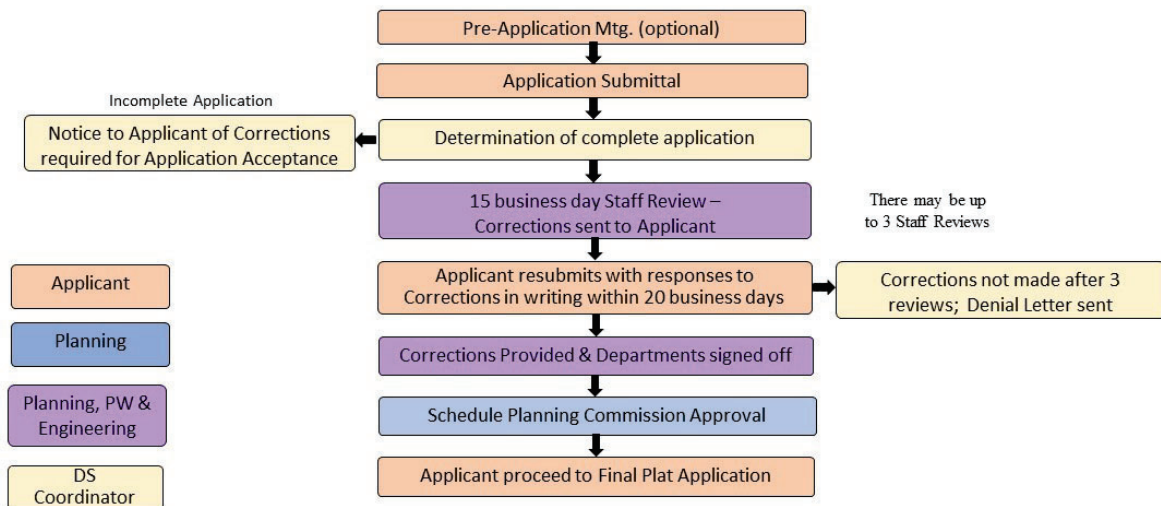 Pre-Application Mtg. (optional)
Application Submittal
Incomplete Application
Notice to Applicant of Corrections
required for Application Acceptance
Determination of complete application
15 business day Staff Review –
Corrections sent to Applicant
There may be up
to 3 Staff Reviews
Applicant resubmits with responses to
Corrections in writing within 20 business days
Corrections not made after 3
reviews; Denial Letter sent
Corrections Provided & Departments signed off
Schedule Planning Commission Approval
Applicant proceed to Final Plat Application
Applicant
Planning
Planning, PW &
Engineering
DS
Coordinator